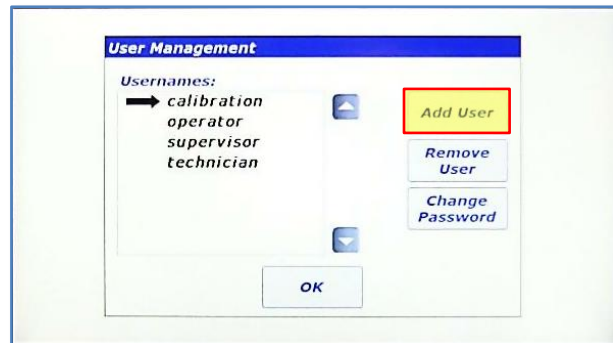 User Management
Usernames:
calibration
operator
supervisor
technician
Add User
Remove
User
Change
Password
OK